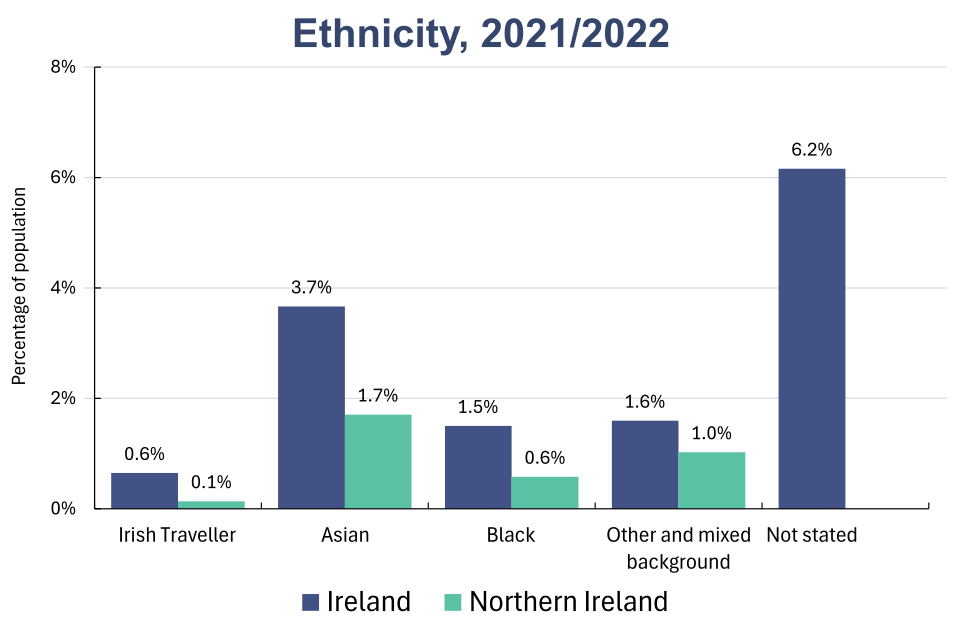 Ethnicity, 2021/2022
Percentage of population
8%
6%
4%
2%
0%
0.6%
0.1%
3.7%
1.7%
1.5%
0.6%
1.6%
1.0%
6.2%
Irish Traveller
Asian
Black
Other and mixed
background
Not stated
Ireland
Northern Ireland